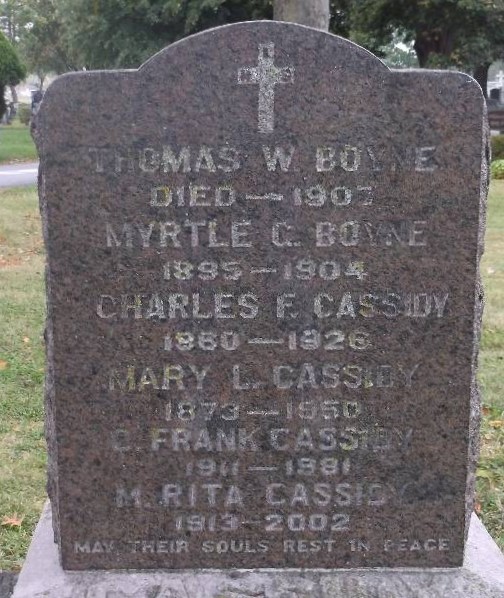 THOMAS W. BOYNE
DIED — 1907
MYRTLE C. BOYNE
1895 — 1904
CHARLES F. CASSIDY
1860 — 1926
MARY L. CASSIDY
1873 — 1950
C. FRANK CASSIDY
1911 — 1981
M. RITA CASSIDY
1913 - 2002
MAY THEIR SOULS REST IN PEACE